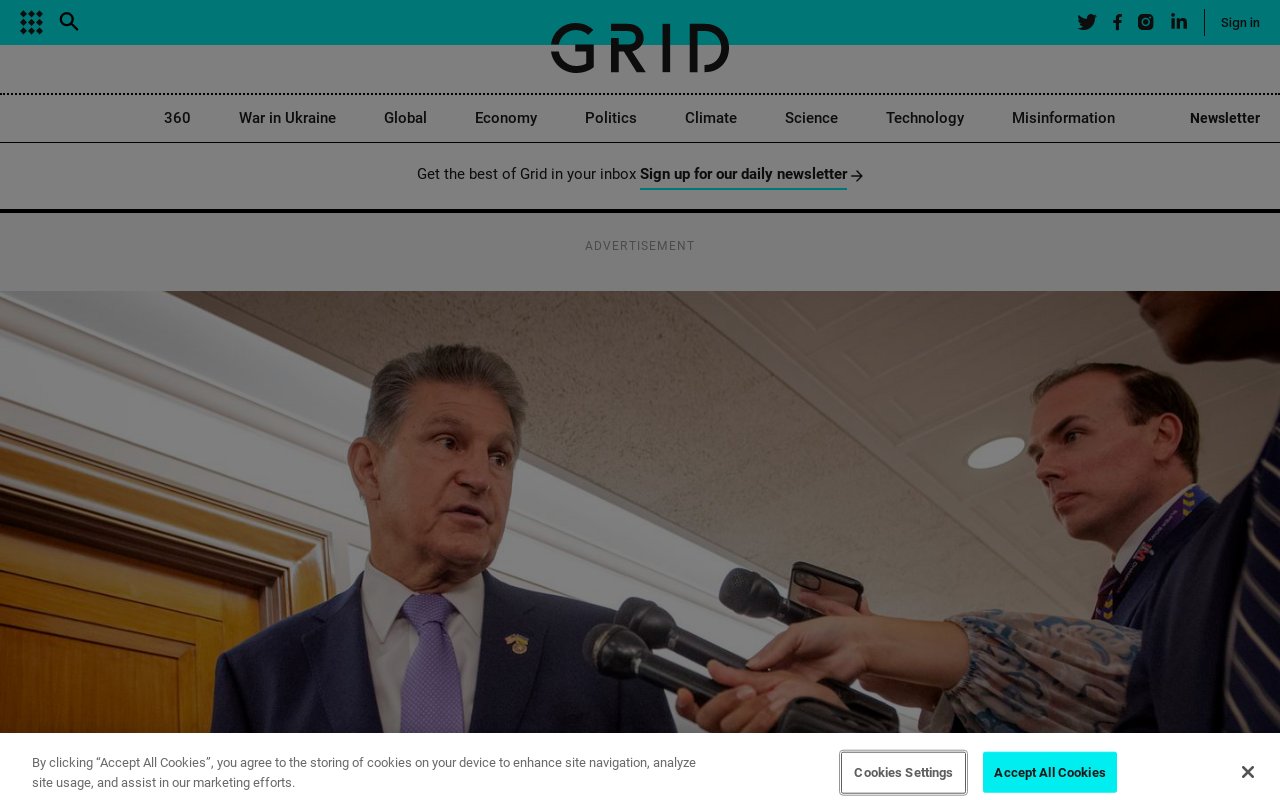 GRID
Sign in
360 War in Ukraine Global Economy Politics Climate Science Technology Misinformation Newsletter
Get the best of Grid in your inbox Sign up for our daily newsletter
ADVERTISEMENT
By clicking “Accept All Cookies”, you agree to the storing of cookies on your device to enhance site navigation, analyze
site usage, and assist in our marketing efforts.
Cookies Settings
Accept All Cookies